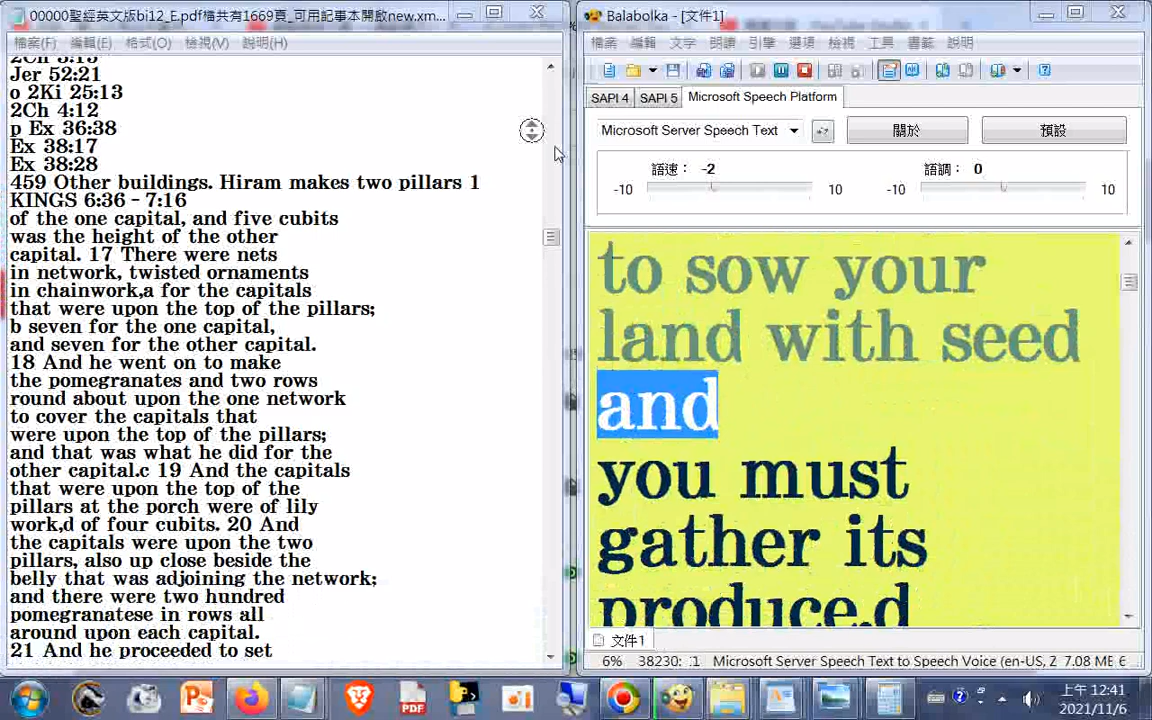 00000聖經英文版bi12_E.pdf檔共有1669頁_可用記事本開啟new.xm...
檔案(F) 編輯(E) 格式(O) 檢視(V) 說明(H)
2Ch 3:15
Jer 52:21
o 2Ki 25:13
2Ch 4:12
p Ex 36:38
Ex 38:17
Ex 38:28
459 Other buildings. Hiram makes two pillars 1
KINGS 6:36–7:16
of the one capital, and five cubits
was the height of the other
capital. 17 There were nets
in network, twisted ornaments
in chainwork,a for the capitals
that were upon the top of the pillars;
b seven for the one capital,
and seven for the other capital.
18 And he went on to make
the pomegranates and two rows
round about upon the one network
to cover the capitals that
were upon the top of the pillars;
and that was what he did for the
other capital.c 19 And the capitals
that were upon the top of the
pillars at the porch were of lily
work,d of four cubits. 20 And
the capitals were upon the two
pillars, also up close beside the
belly that was adjoining the network;
and there were two hundred
pomegranatese in rows all
around upon each capital.
21 And he proceeded to set
Balabolka - [文件1]
檔案 編輯 文字 朗讀 引擎 選項 檢視 工具 書籤 說明
SAPI 4 SAPI 5 Microsoft Speech Platform
Microsoft Server Speech Text 關於 預設
語速： -2 語調： 0
-10 10 -10 10
to sow your
land with seed
and
you must
gather its
produce.d
文件1
6% 38230: :1 Microsoft Server Speech Text to Speech Voice (en-US, 2 7.08 MB 6
上午 12:41
2021/11/6